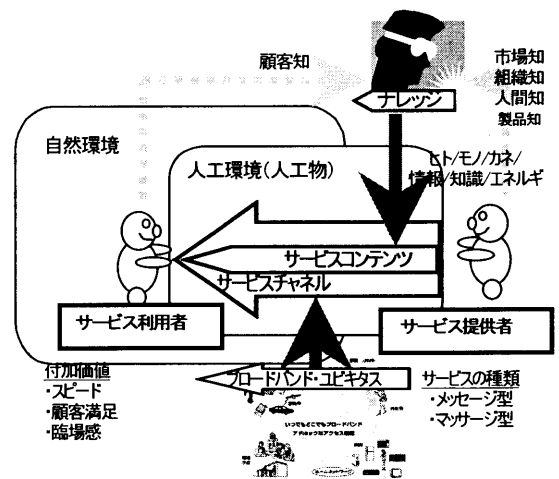 顧客知
市場知
組織知
人間知
製品知
ナレッジ
自然環境
人工環境(人工物)
ヒト/モノ/カネ/
情報/知識/エネルギ
サービスコンテンツ
サービスチャネル
サービス利用者
サービス提供者
付加価値
・スピード
・顧客満足
・臨場感
ブロードバンド・ユビキタス
サービスの種類
・メッセージ型
・マッサージ型
いつでもどこでもブロードバンド